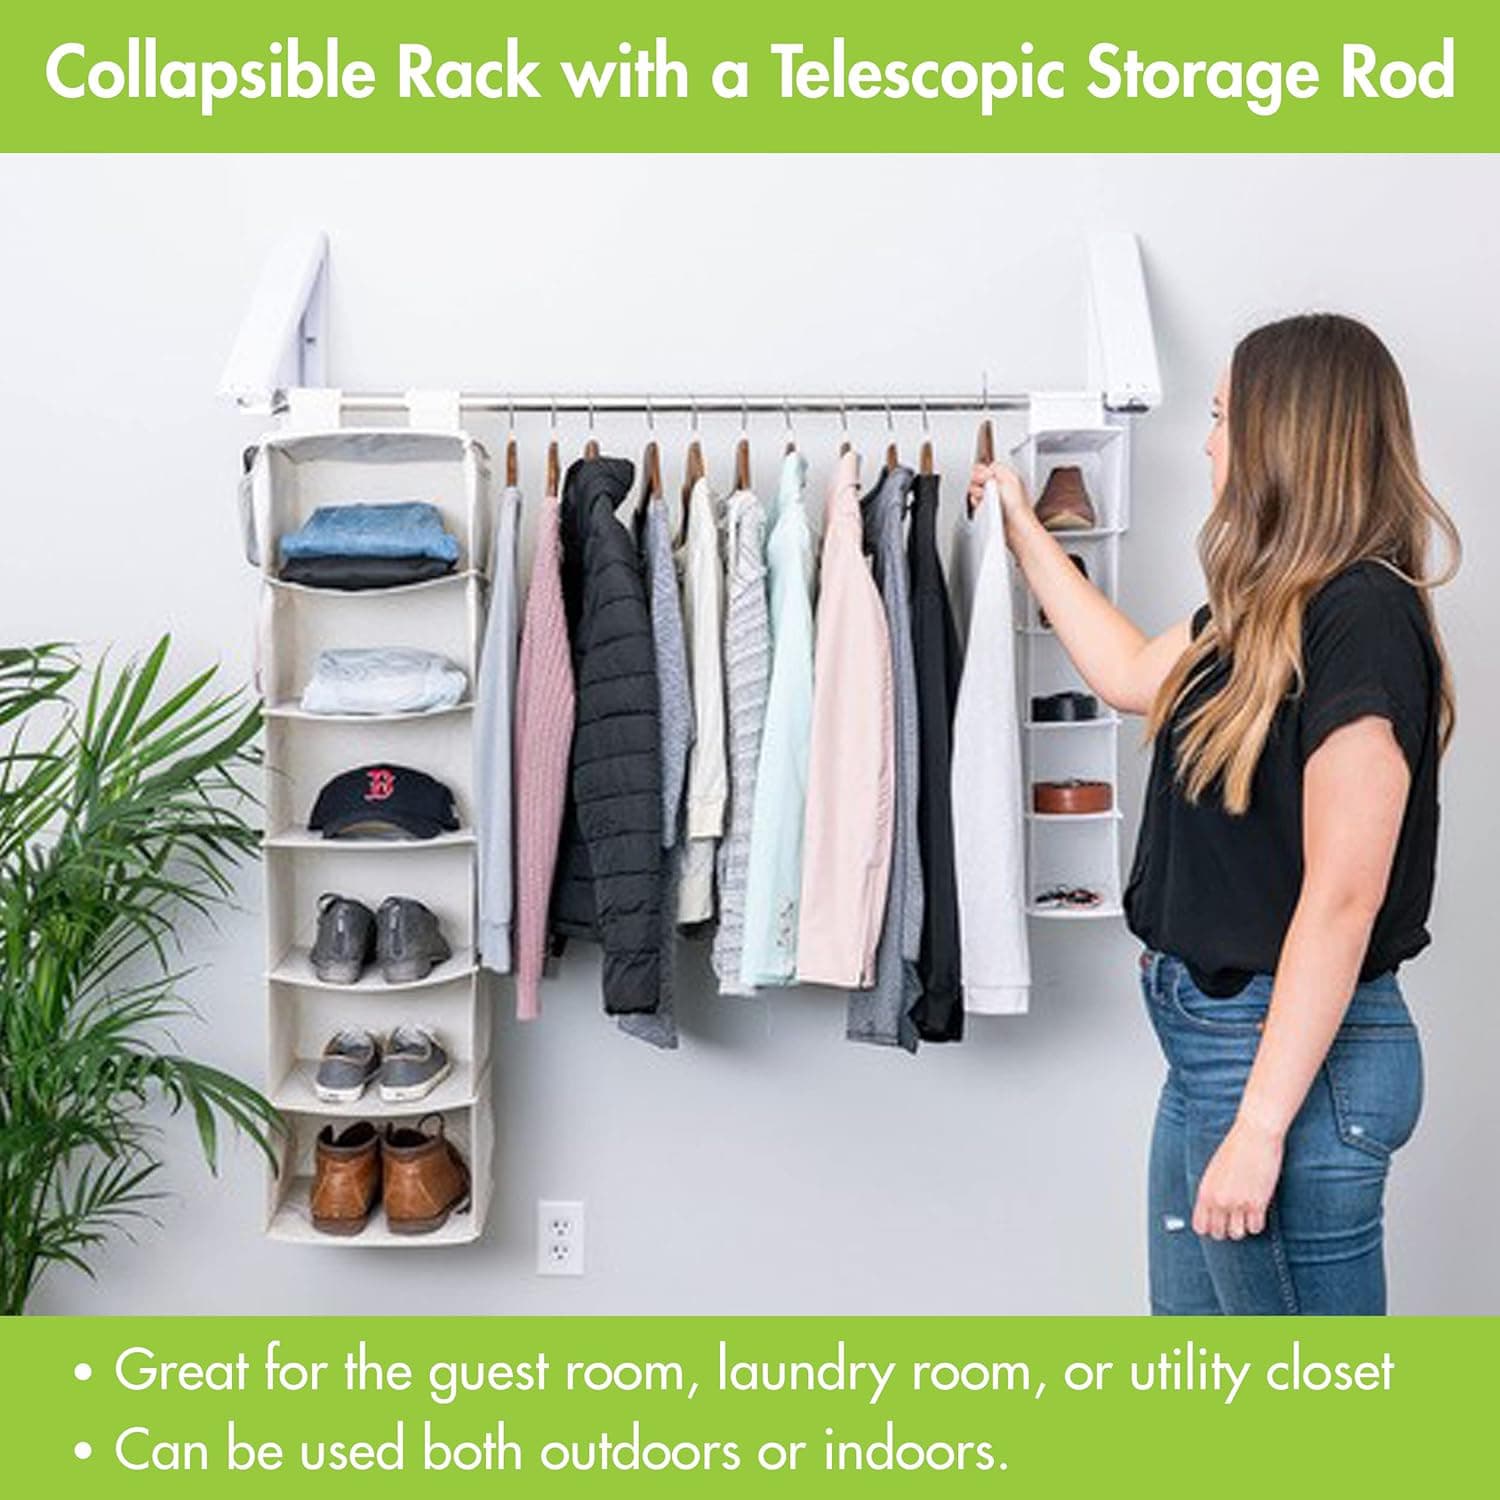 Collapsible Rack with a Telescopic Storage Rod
B
• Great for the guest room, laundry room, or utility closet
• Can be used both outdoors or indoors.